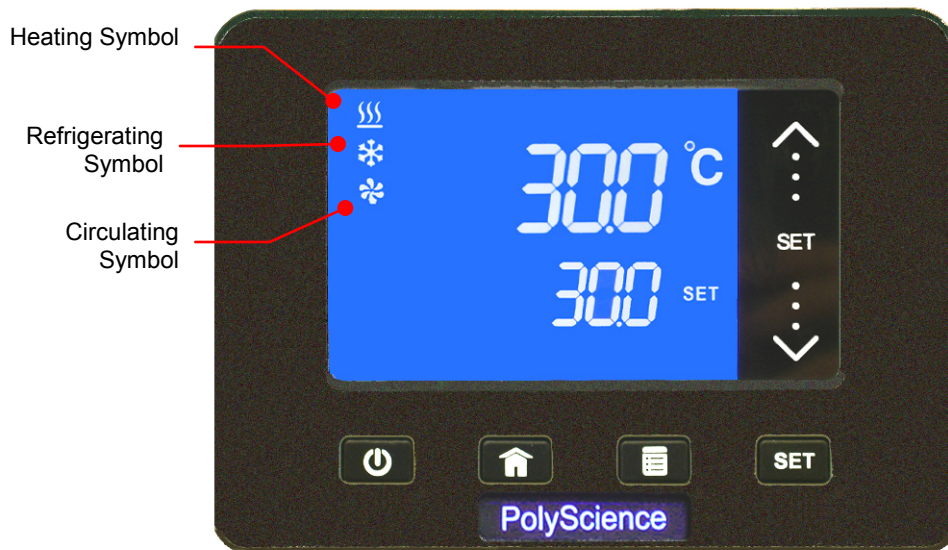 Heating Symbol
Refrigerating
Symbol
Circulating
Symbol
30.0 °C
30.0 SET
SET
SET
PolyScience